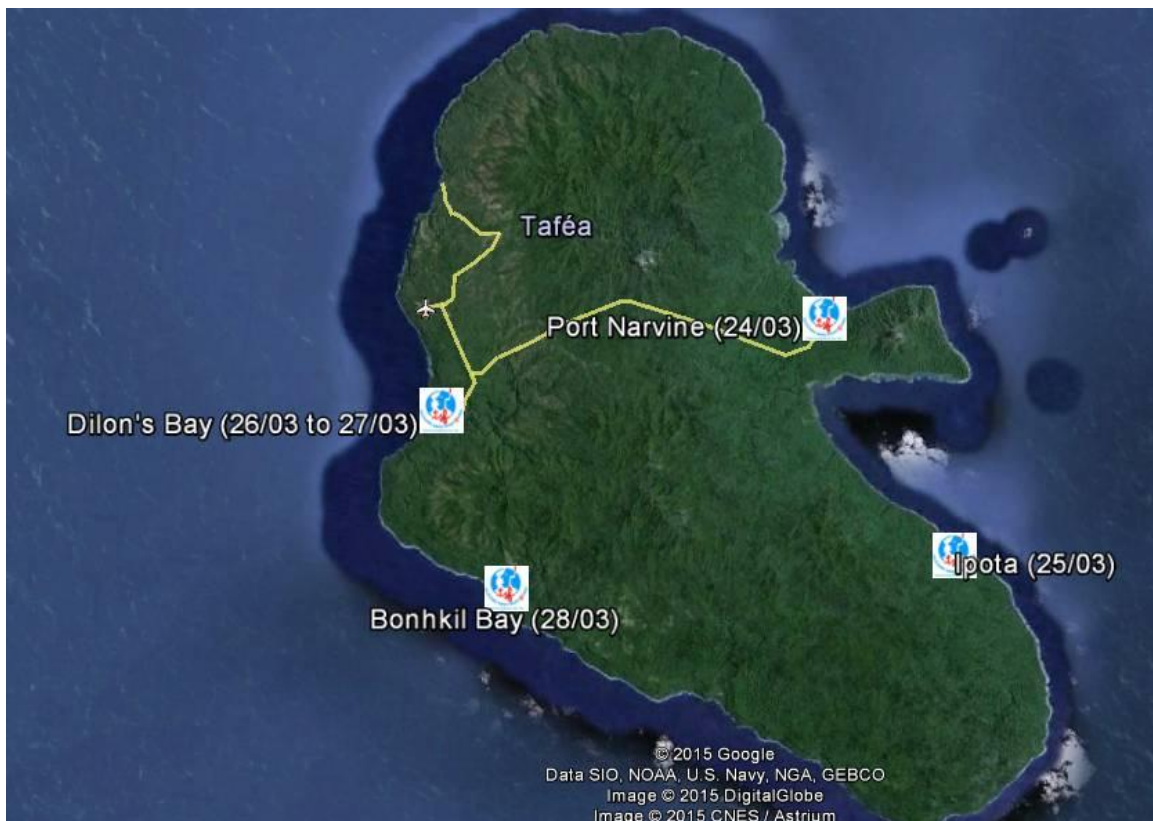 Taféa
Port Narvine (24/03)
Dilon's Bay (26/03 to 27/03)
Ipota (25/03)
Bonhkil Bay (28/03)
© 2015 Google
Data SIO, NOAA, U.S. Navy, NGA, GEBCO
Image © 2015 DigitalGlobe
Image © 2015 CNES / Astrium